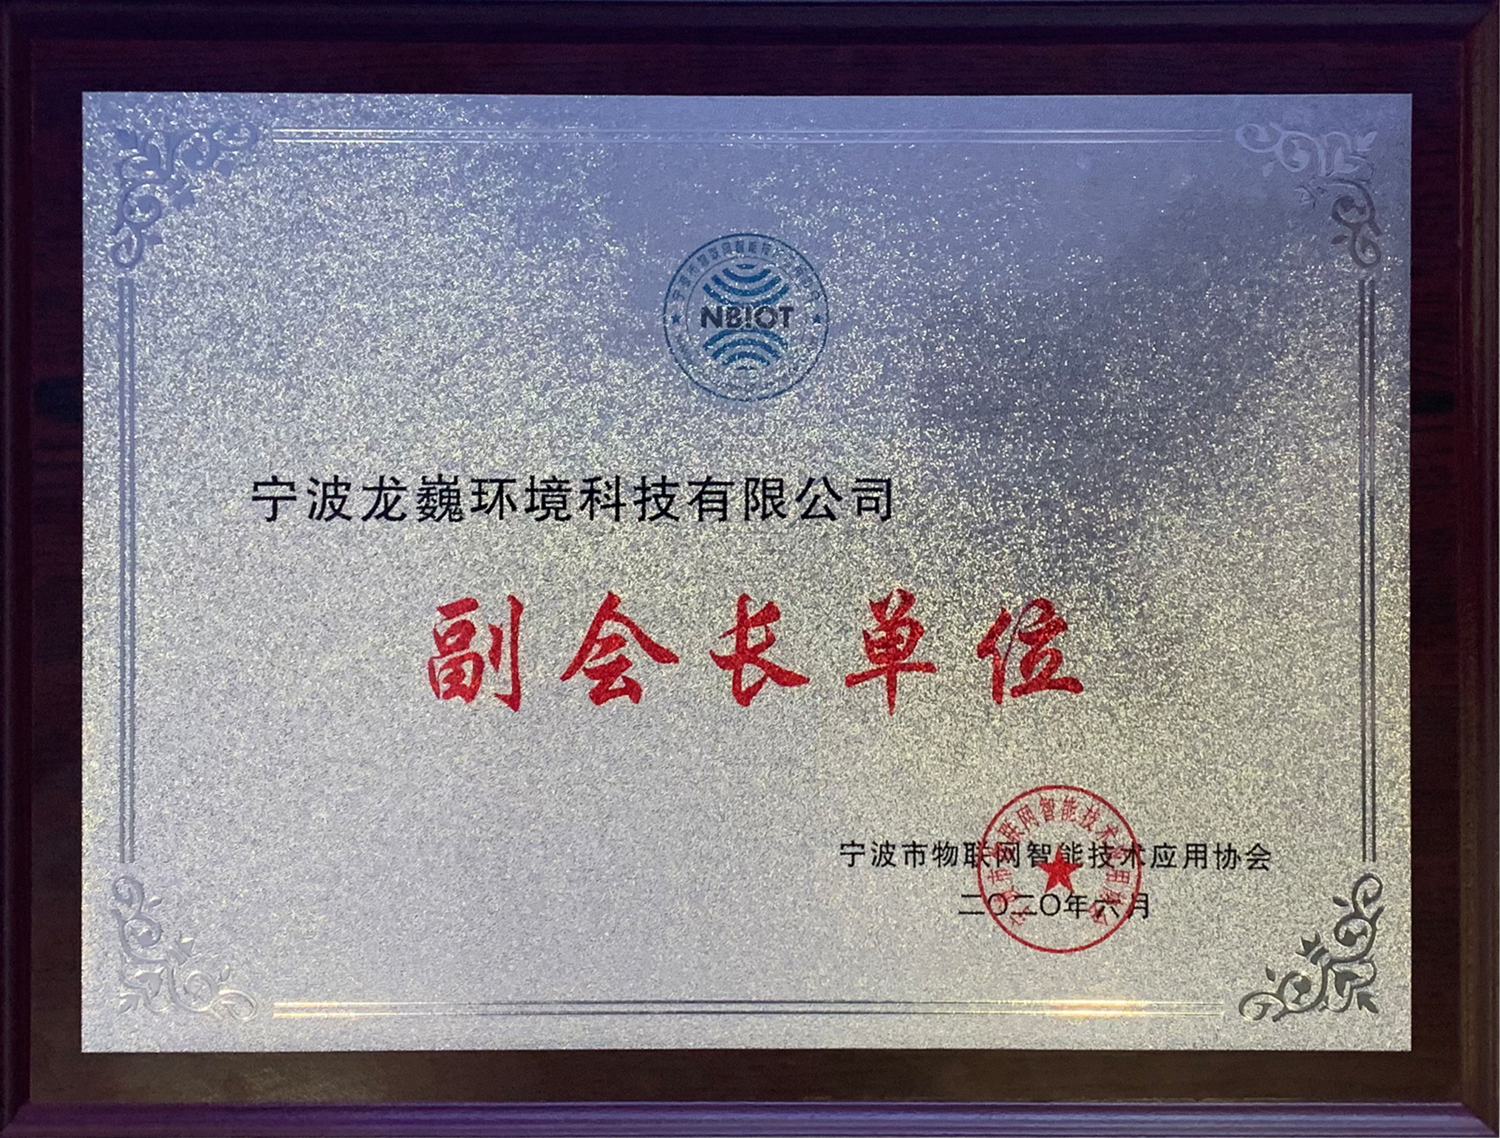 NBIOT
宁波龙巍环境科技有限公司
副会长单位
宁波市物联网智能技术应用协会
二〇二〇年六月